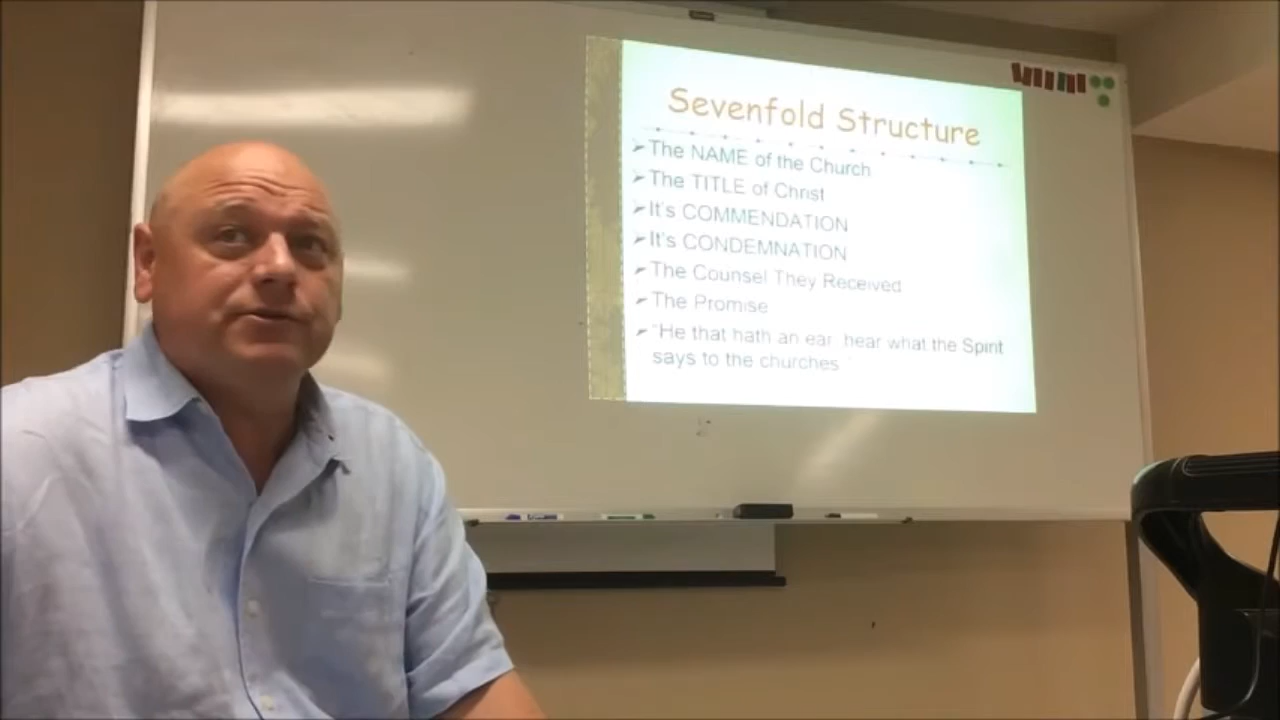 Sevenfold Structure
The NAME of the Church
The TITLE of Christ
It's COMMENDATION
It's CONDEMNATION
The Counsel They Received
The Promise
"He that hath an ear hear what the Spirit
says to the churches"